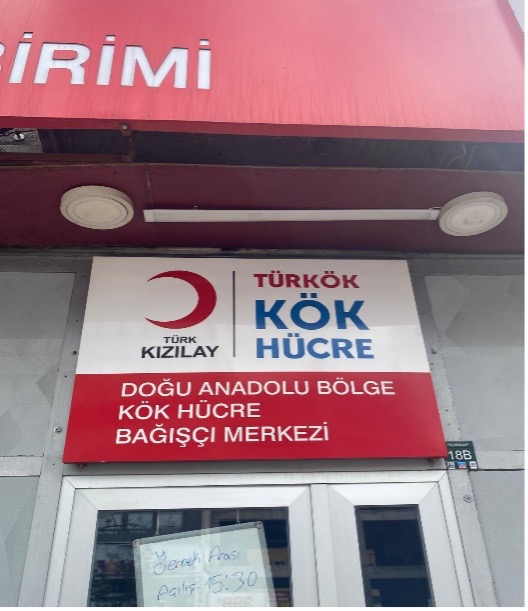 BİRİMİ
TÜRK
KIZILAY
TÜRKÖK
KÖK
HÜCRE
DOĞU ANADOLU BÖLGE
KÖK HÜCRE
BAĞIŞÇI MERKEZİ
18B
Yemek Arası
Açılış: 15:30